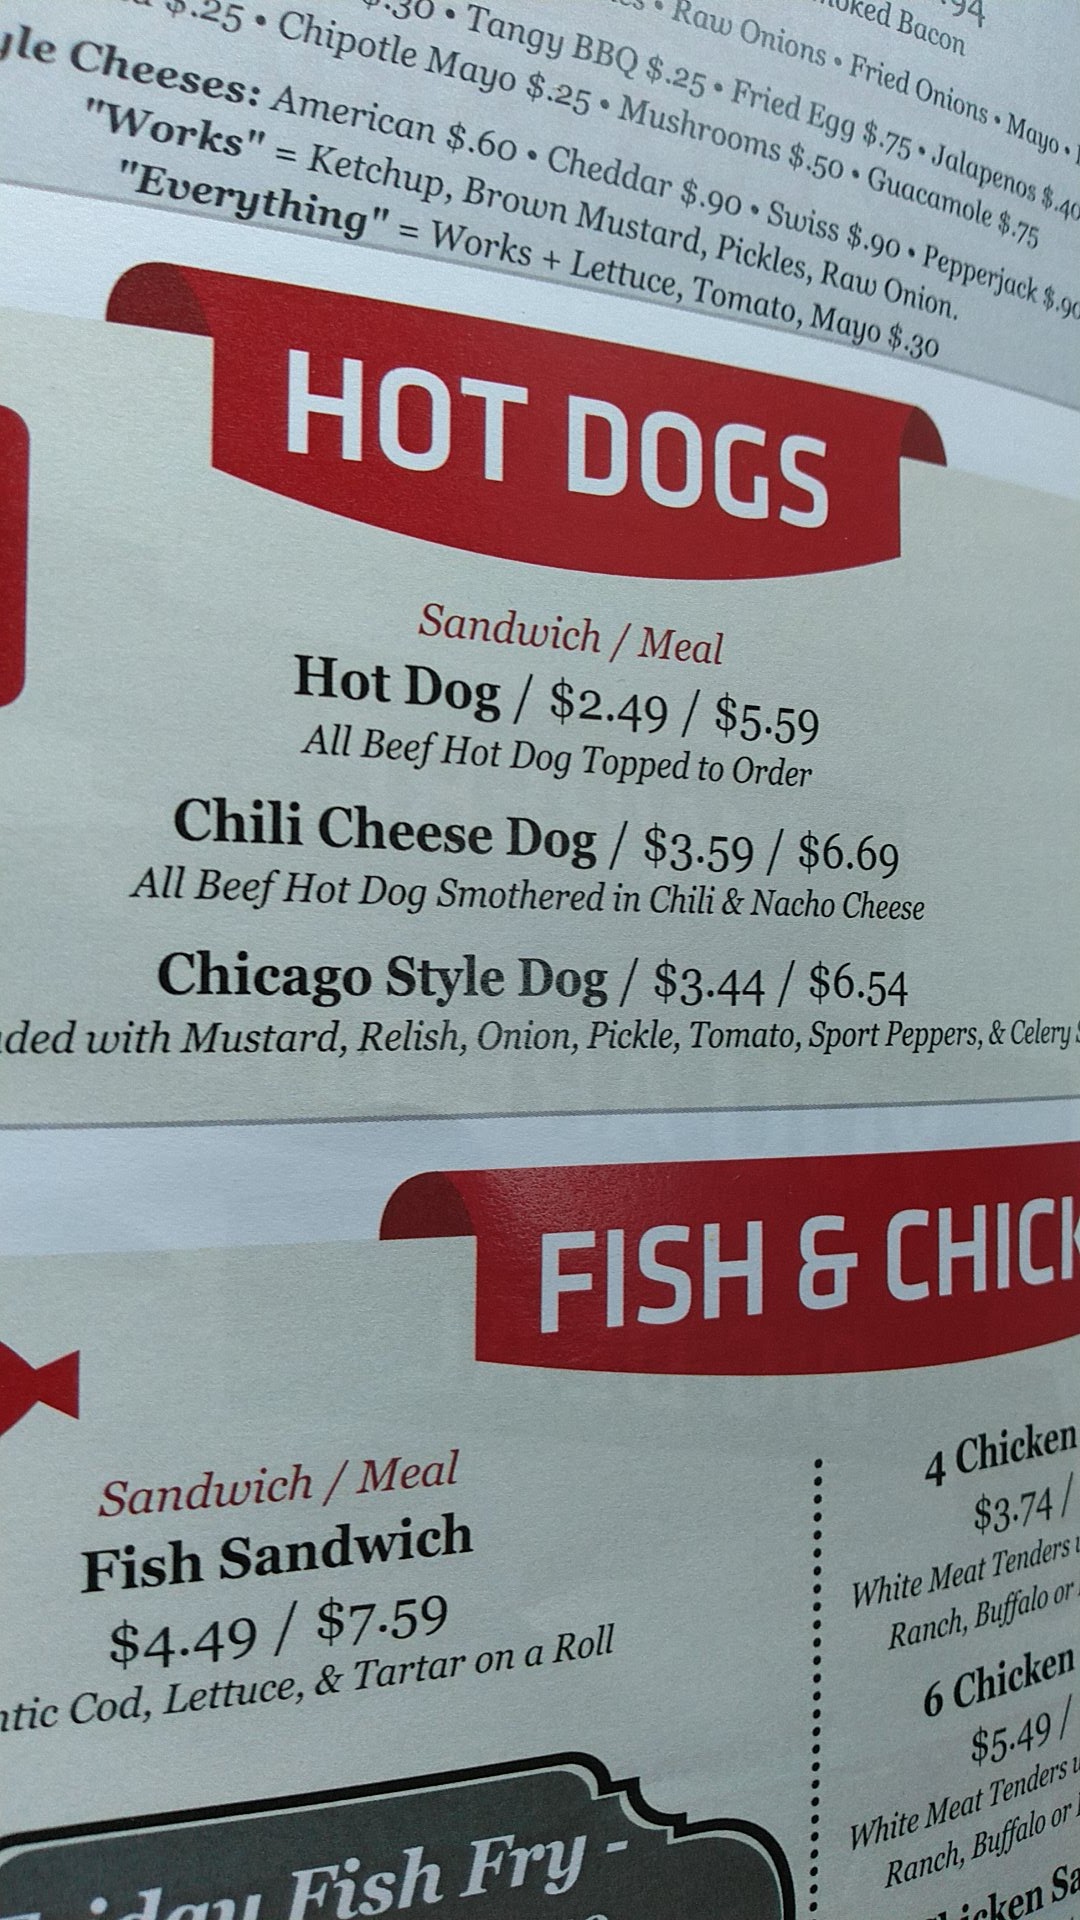 .94
Bacon
• Raw Onions • Fried Onions • Mayo •
$.30 • Tangy BBQ $.25 • Fried Egg $.75 • Jalapenos $.40
$.25 • Chipotle Mayo $.25 • Mushrooms $.50 • Guacamole $.75
Cheeses: American $.60 • Cheddar $.90 • Swiss $.90 • Pepperjack $.90
"Works" = Ketchup, Brown Mustard, Pickles, Raw Onion.
"Everything" = Works + Lettuce, Tomato, Mayo $.30
HOT DOGS
Sandwich / Meal
Hot Dog / $2.49 / $5.59
All Beef Hot Dog Topped to Order
Chili Cheese Dog / $3.59 / $6.69
All Beef Hot Dog Smothered in Chili & Nacho Cheese
Chicago Style Dog / $3.44 / $6.54
with Mustard, Relish, Onion, Pickle, Tomato, Sport Peppers, & Celery
FISH & CHICK
Sandwich / Meal
Fish Sandwich
$4.49 / $7.59
Cod, Lettuce, & Tartar on a Roll
Friday Fish Fry -
4 Chicken
$3.74 /
White Meat Tenders
Ranch, Buffalo or
6 Chicken
$5.49 /
White Meat Tenders
Ranch, Buffalo or
Chicken